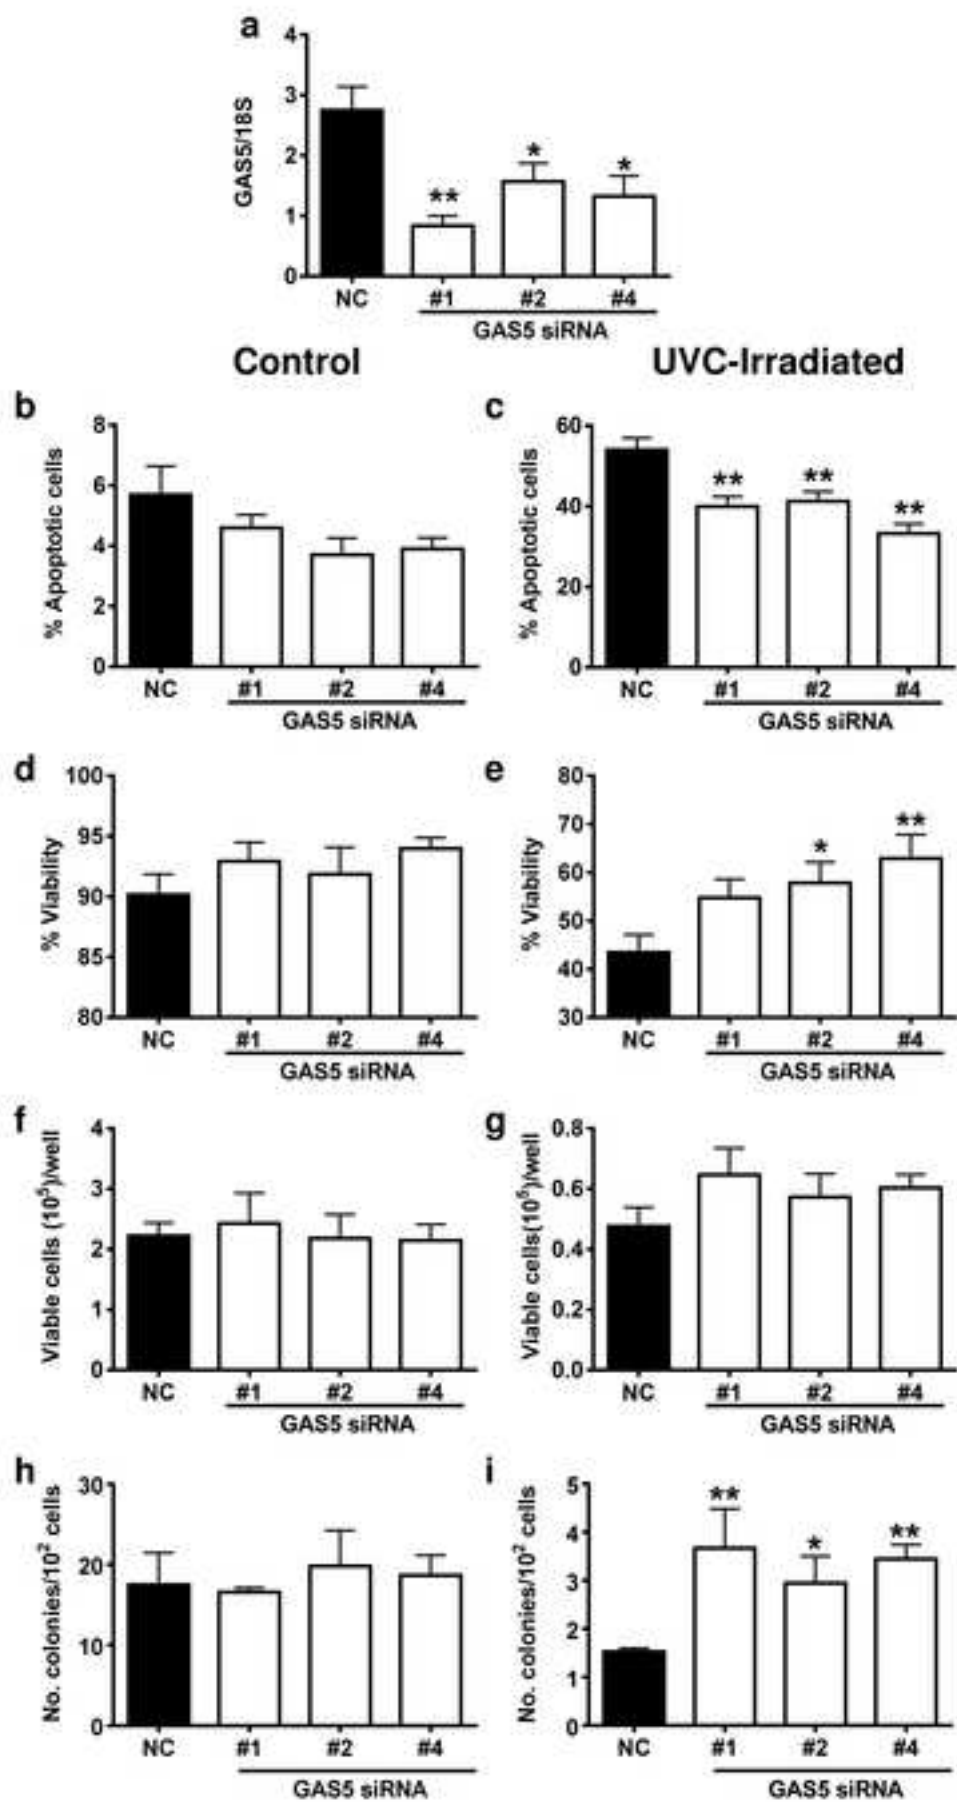 a
GAS5/18S
4
3
2
1
0
**
*
*
NC #1 #2 #4
GAS5 siRNA
Control UVC-Irradiated
b
% Apoptotic cells
8
6
4
2
0
NC #1 #2 #4
GAS5 siRNA
c
% Apoptotic cells
60
40
20
0
**
**
**
NC #1 #2 #4
GAS5 siRNA
d
% Viability
100
95
90
85
80
NC #1 #2 #4
GAS5 siRNA
e
% Viability
80
70
60
50
40
30
*
**
NC #1 #2 #4
GAS5 siRNA
f
Viable cells (10⁵)/well
4
3
2
1
0
NC #1 #2 #4
GAS5 siRNA
g
Viable cells(10⁵)/well
0.8
0.6
0.4
0.2
0.0
NC #1 #2 #4
GAS5 siRNA
h
No. colonies/10² cells
30
20
10
0
NC #1 #2 #4
GAS5 siRNA
i
No. colonies/10² cells
5
4
3
2
1
0
**
*
**
NC #1 #2 #4
GAS5 siRNA